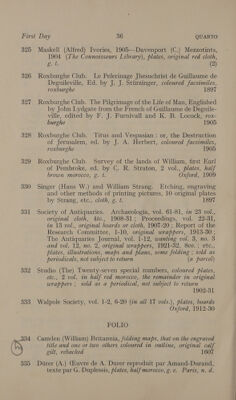 First Day 36 QUARTO
325 Maskell (Alfred) Ivories, 1905—Davenport (C.) Mezzotints,
1904 (The Connoisseurs Library), plates, original red cloth,
g. t. (2)
326 Roxburghe Club. Le Pelerinage Jhesuchrist de Guillaume de
Deguileville, Ed. by J. J. Stürzinger, coloured facsimiles,
roxburghe 1897
327 Roxburghe Club. The Pilgrimage of the Life of Man, Englished
by John Lydgate from the French of Guillaume de Deguile-
ville, edited by F. J. Furnivall and K. B. Locock, rox-
burghe 1905
328 Roxburghe Club. Titus and Vespasian : or, the Destruction
of Jerusalem, ed. by J. A. Herbert, coloured facsimiles,
roxburghe 1905
329 Roxburghe Club. Survey of the lands of William, first Earl
of Pembroke, ed. by C. R. Straton, 2 vol., plates, half
brown morocco, g. t. Oxford, 1909
330 Singer (Hans W.) and William Strang. Etching, engraving
and other methods of printing pictures, 10 original plates
by Strang, etc., cloth, g. t. 1897
331 Society of Antiquaries. Archaeologia, vol. 61-81, in 23 vol.,
original cloth, &c., 1908-31 ; Proceedings, vol. 22-31,
in 13 vol., original boards or cloth, 1907-20 ; Report of the
Research Committee, 1-10, original wrappers, 1913-30 ;
The Antiquaries Journal, vol. 1-12, wanting vol. 3, no. 3
and vol. 12, no. 2, original wrappers, 1921-32, &c. ; etc.,
plates, illustrations, maps and plans, some folding ; sold as
periodicals, not subject to return (a parcel)
332 Studio (The) Twenty-seven special numbers, coloured plates,
etc., 2 vol. in half red morocco, the remainder in original
wrappers ; sold as a periodical, not subject to return
1902-31
333 Walpole Society, vol. 1-2, 6-20 (in all 17 vols.), plates, boards
Oxford, 1912-30
FOLIO
334 Camden (William) Britannia, folding maps, that on the engraved
title and one or two others coloured in outline, original calf
gilt, rebacked 1607
335 Dürer (A.) Œuvre de A. Durer reproduit par Amand-Durand,
texte par G. Duplessis, plates, half morocco, g. e. Paris, n. d.